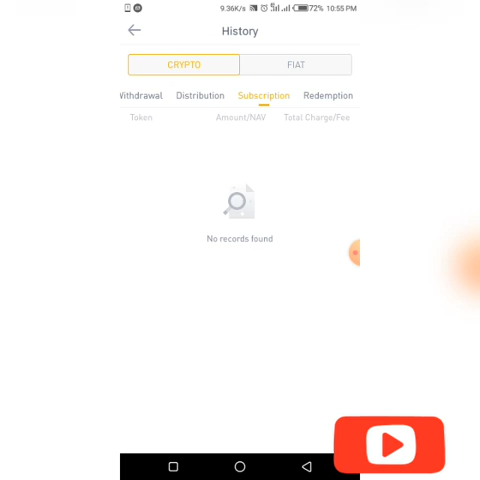 9.36K/s 72% 10:55 PM
History
CRYPTO FIAT
Withdrawal Distribution Subscription Redemption
Token Amount/NAV Total Charge/Fee
No records found